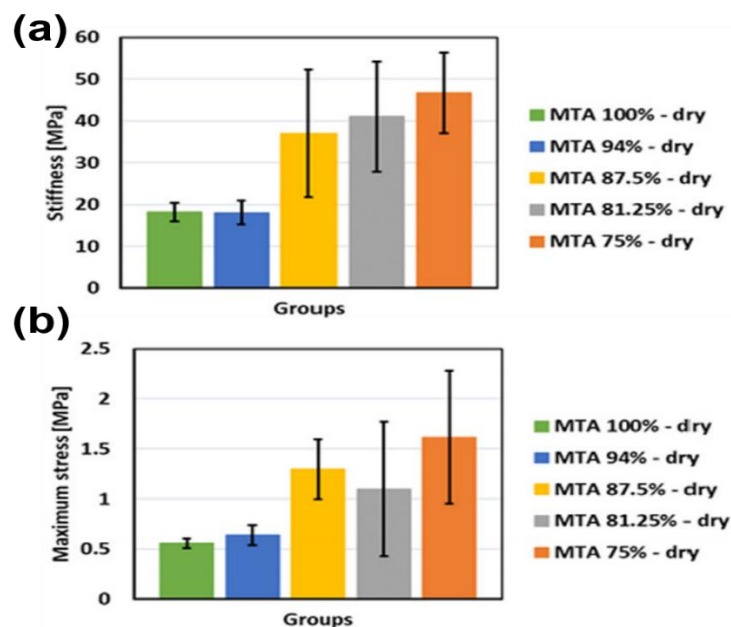 (a)
60
50
40
30
20
10
0
Stiffness [MPa]
Groups
MTA 100% - dry
MTA 94% - dry
MTA 87.5% - dry
MTA 81.25% - dry
MTA 75% - dry
(b)
2.5
2
1.5
1
0.5
0
Maximum stress [MPa]
Groups
MTA 100% - dry
MTA 94% - dry
MTA 87.5% - dry
MTA 81.25% - dry
MTA 75% - dry